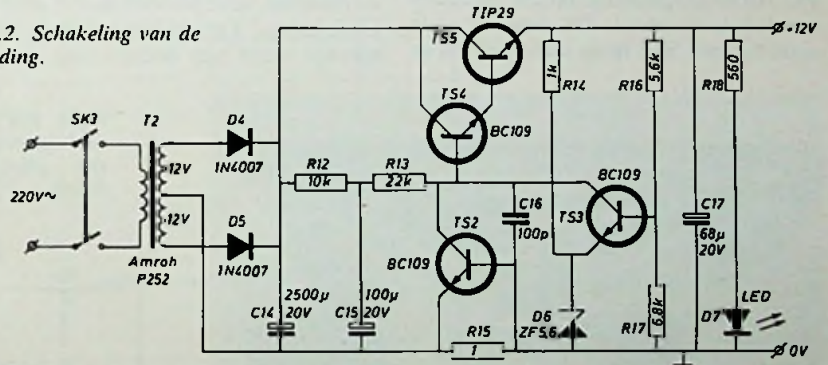 .2. Schakeling van de
ding.
TIP29
TS5
+12V
1k
R14
R16
5,6k
R18
560
SK3
T2
D4
TS4
BC109
12V
1N4007
R12
10k
R13
22k
BC109
220V~
12V
D5
TS2
C16
100p
TS3
C17
68µ
20V
Amroh
P252
1N4007
BC109
2500µ
C14
20V
100µ
C15
20V
D6
ZF5,6
R17
6,8k
D7
LED
R15
1
0V